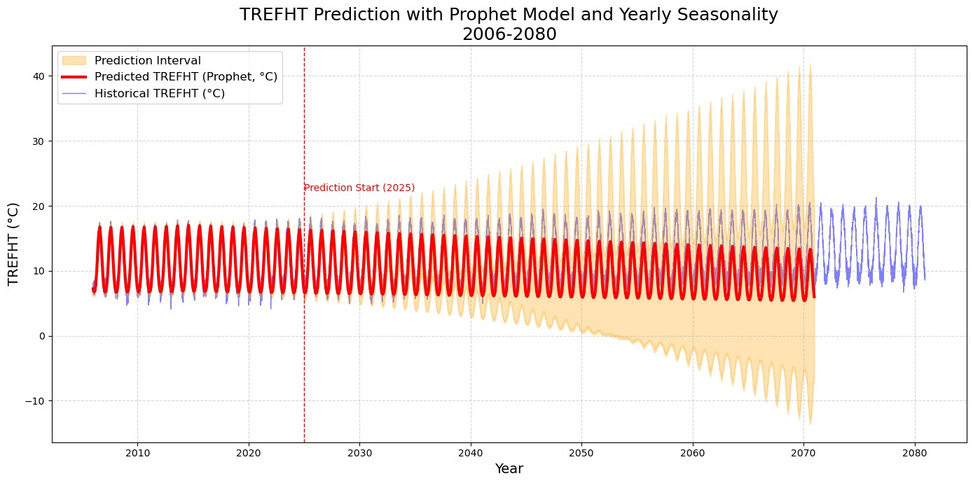 TREFHT Prediction with Prophet Model and Yearly Seasonality
2006-2080
Prediction Interval
Predicted TREFHT (Prophet, °C)
Historical TREFHT (°C)
Prediction Start (2025)
TREFHT (°C)
40
30
20
10
0
−10
2010
2020
2030
2040
2050
2060
2070
2080
Year